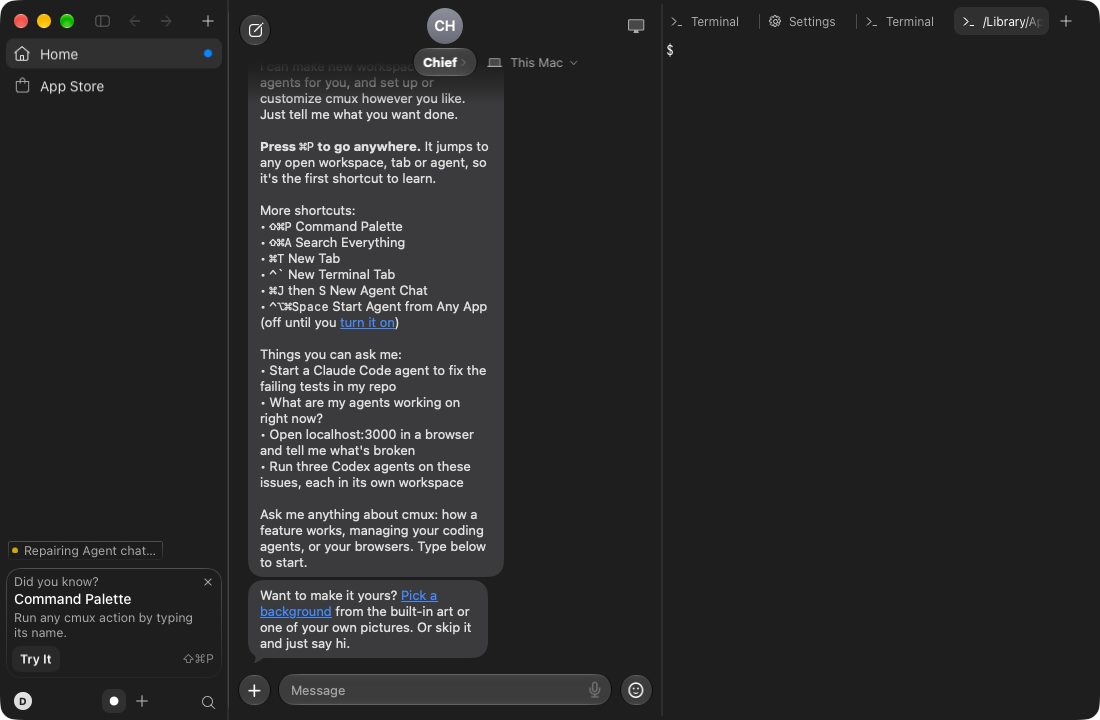 Home
App Store
Repairing Agent chat...
Did you know?
Command Palette
Run any cmux action by typing
its name.
Try It
⇧⌘P
D
CH
Chief
This Mac
I can make new workspac
agents for you, and set up or
customize cmux however you like.
Just tell me what you want done.
Press ⌘P to go anywhere. It jumps to
any open workspace, tab or agent, so
it's the first shortcut to learn.
More shortcuts:
• ⇧⌘P Command Palette
• ⇧⌘A Search Everything
• ⌘T New Tab
• ^` New Terminal Tab
• ⌘J then S New Agent Chat
• ^⌥⌘Space Start Agent from Any App
(off until you turn it on)
Things you can ask me:
• Start a Claude Code agent to fix the
failing tests in my repo
• What are my agents working on
right now?
• Open localhost:3000 in a browser
and tell me what's broken
• Run three Codex agents on these
issues, each in its own workspace
Ask me anything about cmux: how a
feature works, managing your coding
agents, or your browsers. Type below
to start.
Want to make it yours? Pick a
background from the built-in art or
one of your own pictures. Or skip it
and just say hi.
Message
Terminal
Settings
Terminal
/Library/Ap
$